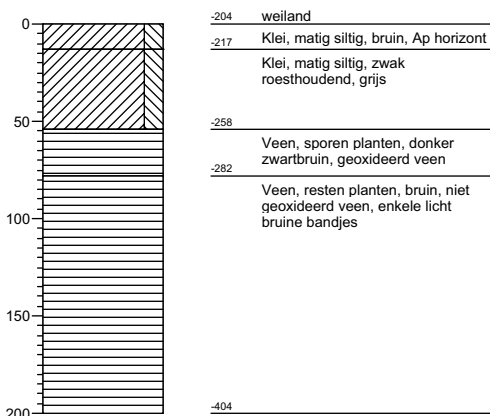 0
-204 weiland
-217 Klei, matig siltig, bruin, Ap horizont
Klei, matig siltig, zwak
roesthoudend, grijs
50
-258
Veen, sporen planten, donker
zwartbruin, geoxideerd veen
-282
Veen, resten planten, bruin, niet
geoxideerd veen, enkele licht
bruine bandjes
100
150
200
-404